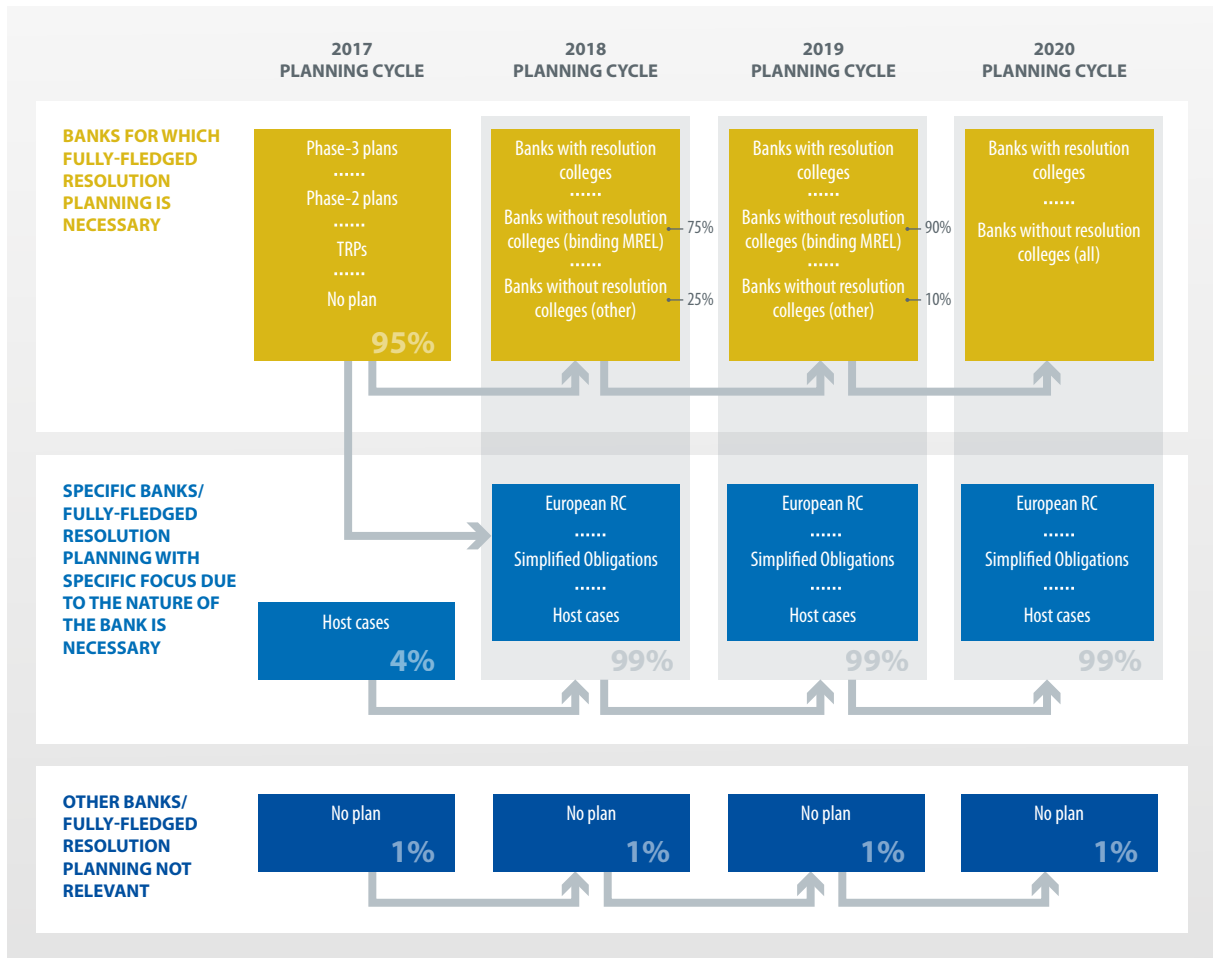 2017
PLANNING CYCLE
2018
PLANNING CYCLE
2019
PLANNING CYCLE
2020
PLANNING CYCLE
BANKS FOR WHICH
FULLY-FLEDGED
RESOLUTION
PLANNING IS
NECESSARY
Phase-3 plans
......
Phase-2 plans
......
TRPs
......
No plan
95%
Banks with resolution
colleges
......
Banks without resolution
colleges (binding MREL)
75%
......
Banks without resolution
colleges (other)
25%
Banks with resolution
colleges
......
Banks without resolution
colleges (binding MREL)
90%
......
Banks without resolution
colleges (other)
10%
Banks with resolution
colleges
......
Banks without resolution
colleges (all)
SPECIFIC BANKS/
FULLY-FLEDGED
RESOLUTION
PLANNING WITH
SPECIFIC FOCUS DUE
TO THE NATURE OF
THE BANK IS
NECESSARY
Host cases
4%
European RC
......
Simplified Obligations
......
Host cases
99%
European RC
......
Simplified Obligations
......
Host cases
99%
European RC
......
Simplified Obligations
......
Host cases
99%
OTHER BANKS/
FULLY-FLEDGED
RESOLUTION
PLANNING NOT
RELEVANT
No plan
1%
No plan
1%
No plan
1%
No plan
1%